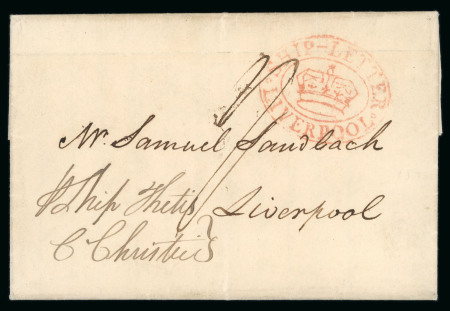 SHIP-LETTER
LIVERPOOL
Mr. Samuel Sandbach
Ship Thetis Liverpool
C Christie